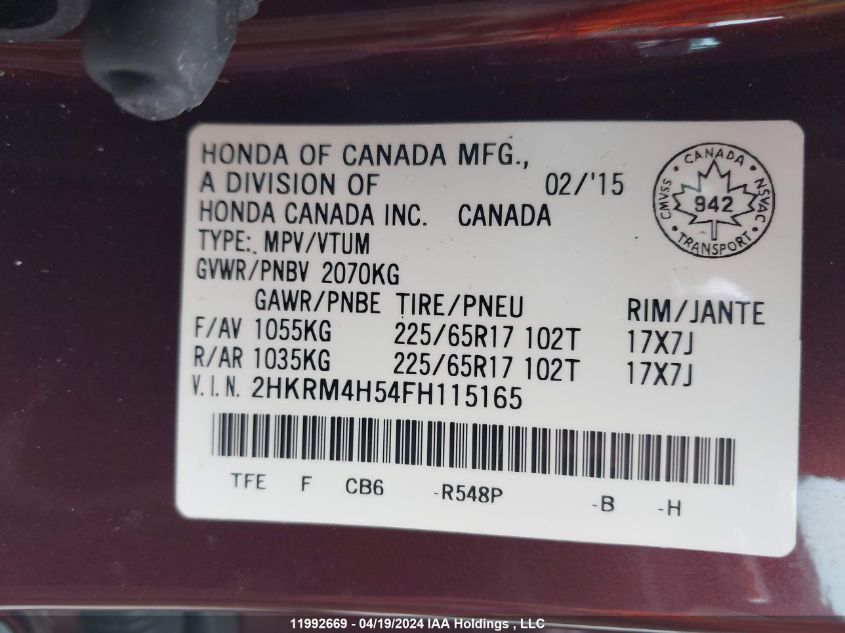 HONDA OF CANADA MFG.,
A DIVISION OF 02/'15
HONDA CANADA INC. CANADA
TYPE: MPV/VTUM
GVWR/PNBV 2070KG
GAWR/PNBE TIRE/PNEU RIM/JANTE
F/AV 1055KG 225/65R17 102T 17X7J
R/AR 1035KG 225/65R17 102T 17X7J
V.I.N. 2HKRM4H54FH115165
TFE F CB6 -R548P -B -H
CANADA
CMVSS 942 NSVAC
TRANSPORT
11992669 - 04/19/2024 IAA Holdings , LLC